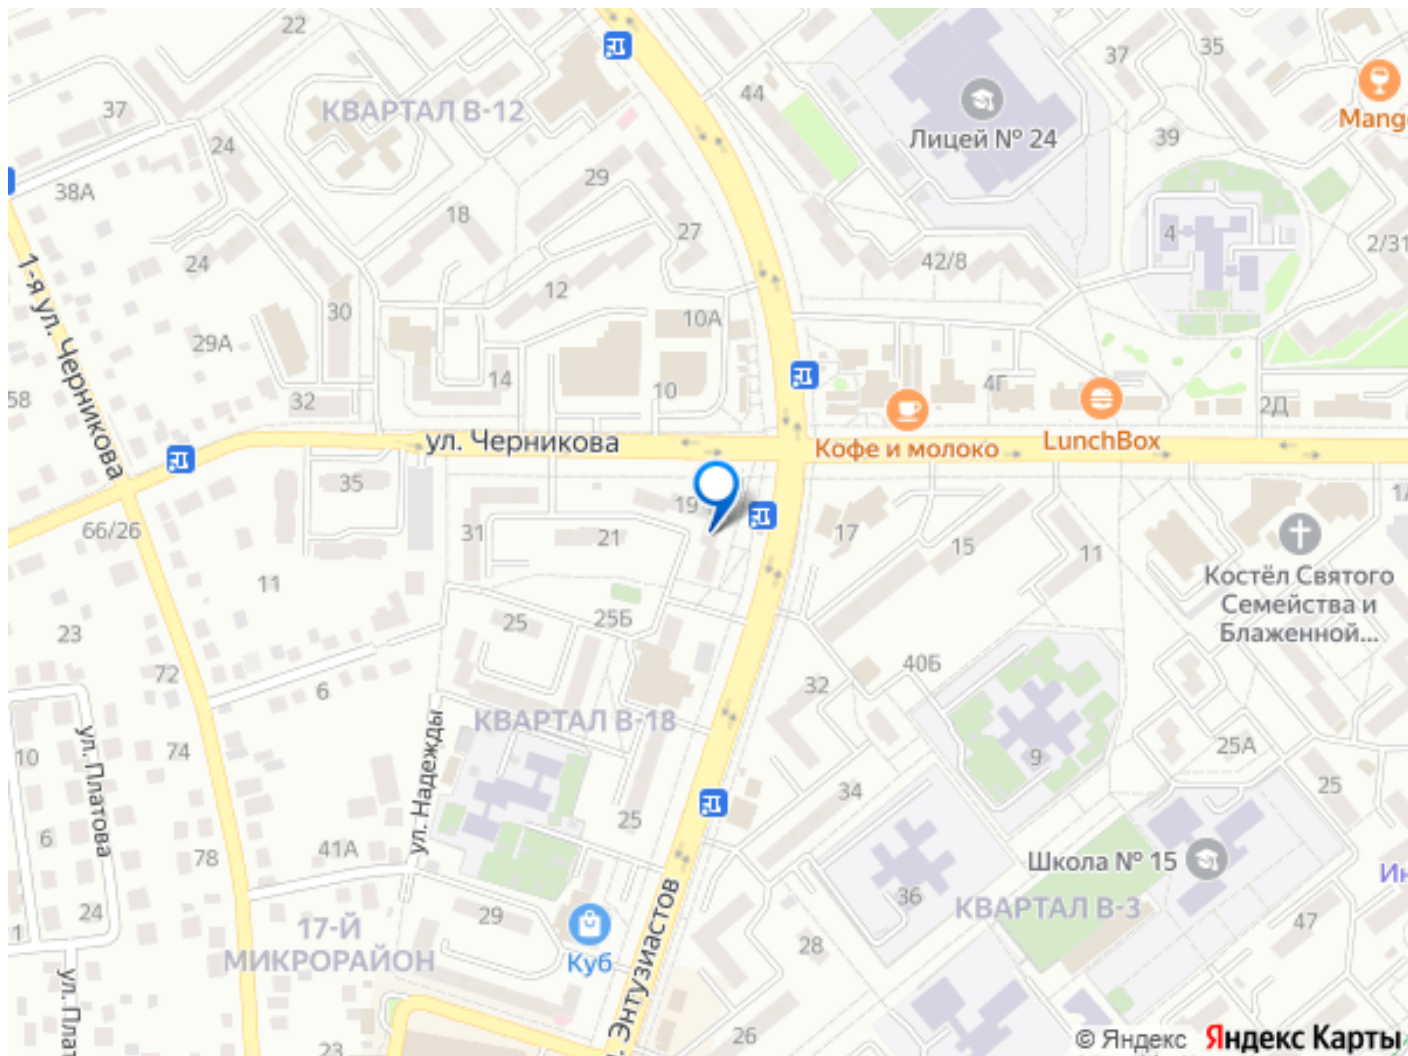 22
35
37
44
КВАРТАЛ В-12
37
Лицей № 24
Mang
39
24
38А
29
18
27
4
2/31
24
42/8
1-я ул. Черникова
12
30
10А
29А
14
10
4Г
58
32
2Д
ул. Черникова
Кофе и молоко
LunchBox
35
19
1А
66/26
31
21
17
15
11
11
Костёл Святого
Семейства и
Блаженной...
23
25
25Б
72
6
32
40Б
КВАРТАЛ В-18
ул. Надежды
ул. Платова
10
74
25А
9
25
34
25
6
41А
78
Школа № 15
Ин
36
КВАРТАЛ В-3
24
29
17-Й
МИКРОРАЙОН
1
47
28
Куб
ул. Плат
. Энтузиастов
23
26
© Яндекс Яндекс Карты